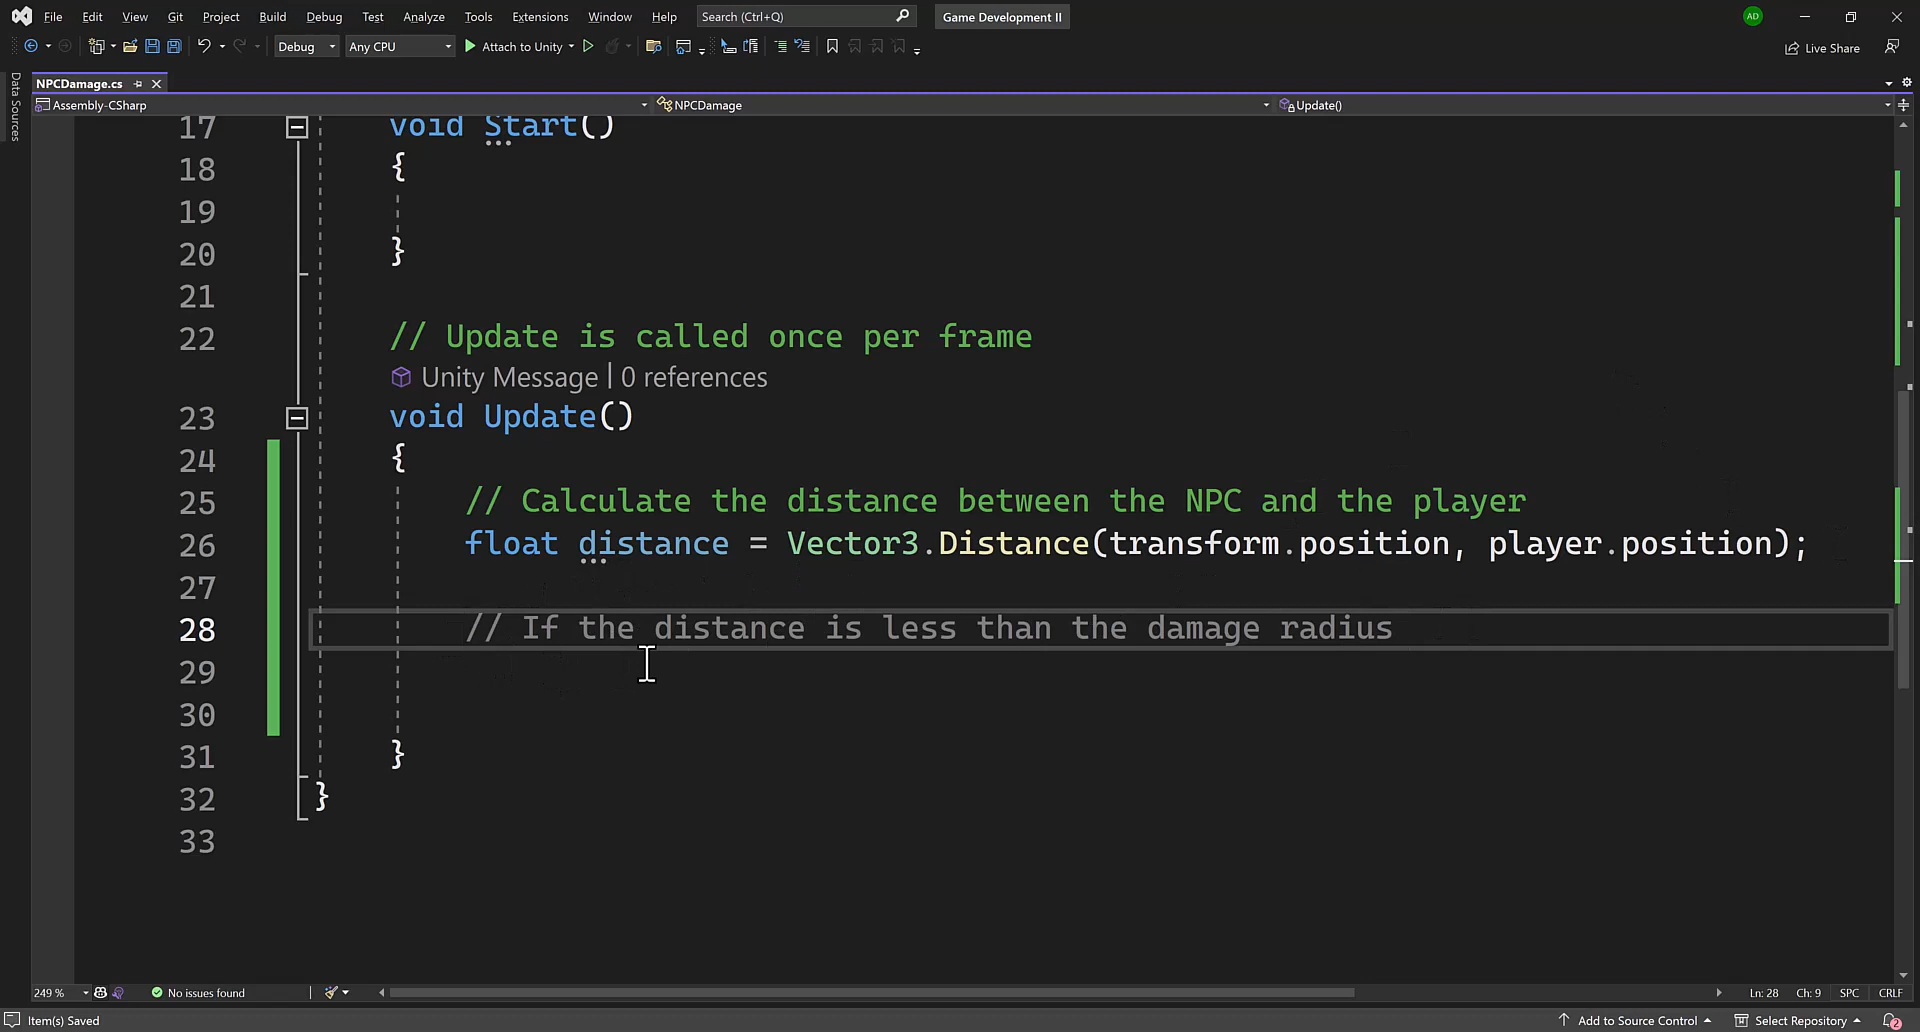 File Edit View Git Project Build Debug Test Analyze Tools Extensions Window Help Search (Ctrl+Q) Game Development II AD
Debug Any CPU Attach to Unity Live Share
Data Sources
NPCDamage.cs
Assembly-CSharp NPCDamage Update()
17 void Start()
18 {
19
20 }
21
22 // Update is called once per frame
Unity Message | 0 references
23 void Update()
24 {
25 // Calculate the distance between the NPC and the player
26 float distance = Vector3.Distance(transform.position, player.position);
27
28 // If the distance is less than the damage radius
29
30
31 }
32 }
33
249 % No issues found Ln: 28 Ch: 9 SPC CRLF
Item(s) Saved Add to Source Control Select Repository 2